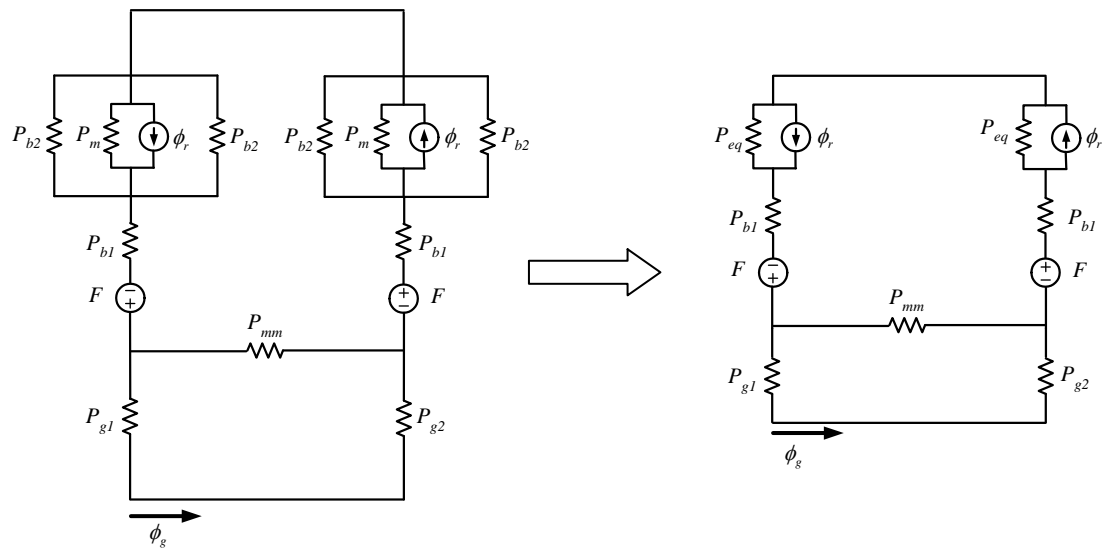 P_b2 P_m ϕ_r P_b2 P_b2 P_m ϕ_r P_b2
P_b1 P_b1
− + F + − F
P_mm
P_g1 P_g2
ϕ_g
P_eq ϕ_r P_eq ϕ_r
P_b1 P_b1
F − + + − F
P_mm
P_g1 P_g2
ϕ_g